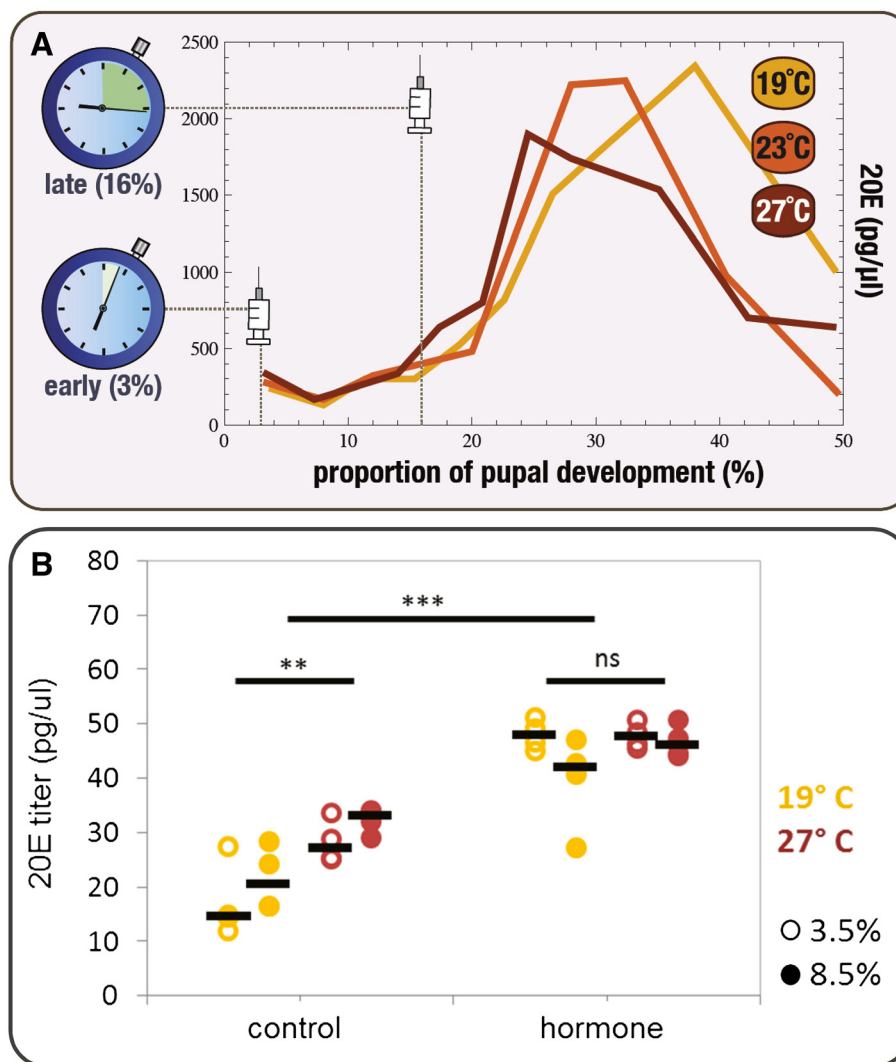 A
late (16%)
early (3%)
2500
2000
1500
1000
500
0
0 10 20 30 40 50
proportion of pupal development (%)
20E (pg/µl)
19°C
23°C
27°C
B
80
70
60
50
40
30
20
10
0
20E titer (pg/ul)
***
**
ns
control hormone
19° C
27° C
3.5%
8.5%